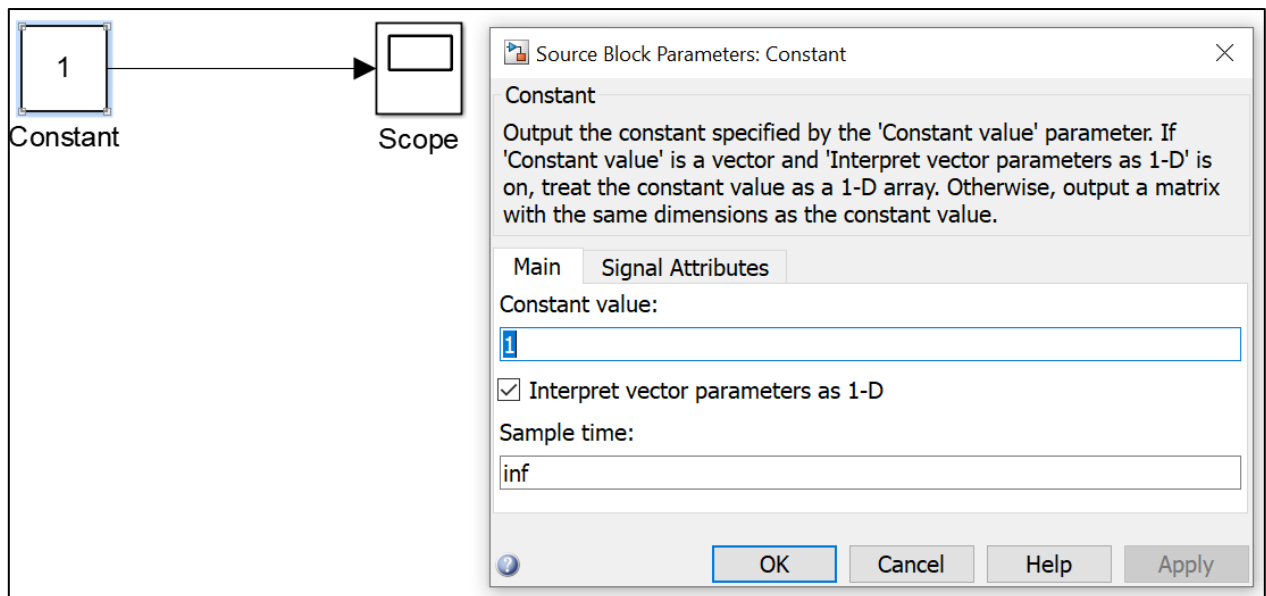 1
Constant
Scope
Source Block Parameters: Constant
Constant
Output the constant specified by the 'Constant value' parameter. If
'Constant value' is a vector and 'Interpret vector parameters as 1-D' is
on, treat the constant value as a 1-D array. Otherwise, output a matrix
with the same dimensions as the constant value.
Main Signal Attributes
Constant value:
1
Interpret vector parameters as 1-D
Sample time:
inf
OK Cancel Help Apply